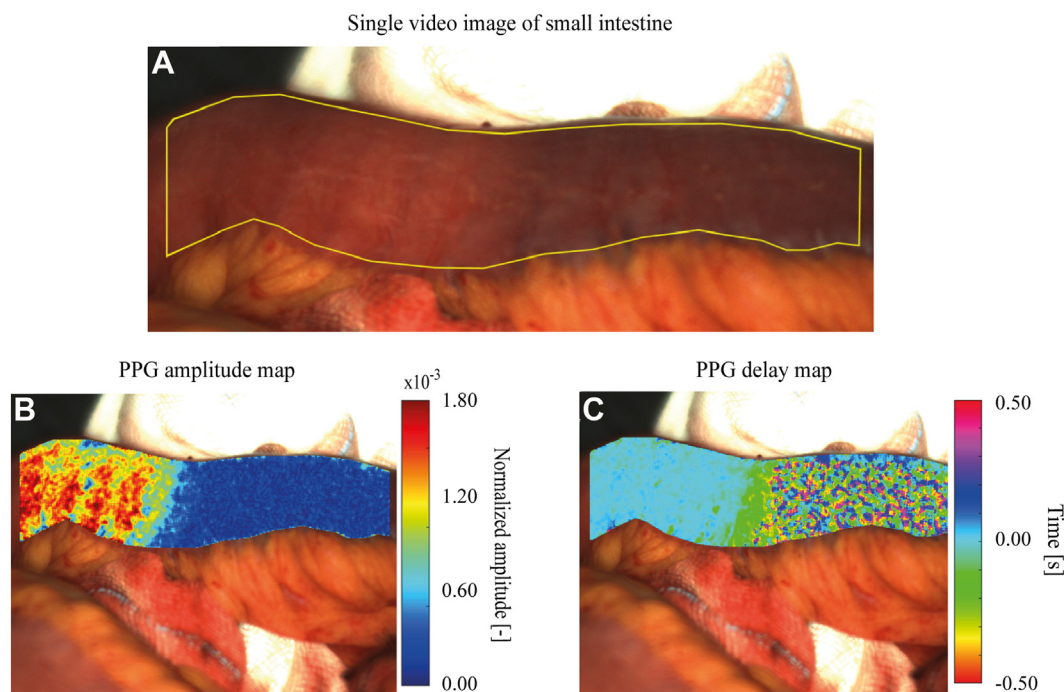 Single video image of small intestine
A
PPG amplitude map
B
x10-3
1.80
1.20
0.60
0.00
Normalized amplitude [-]
PPG delay map
C
0.50
0.00
-0.50
Time [s]